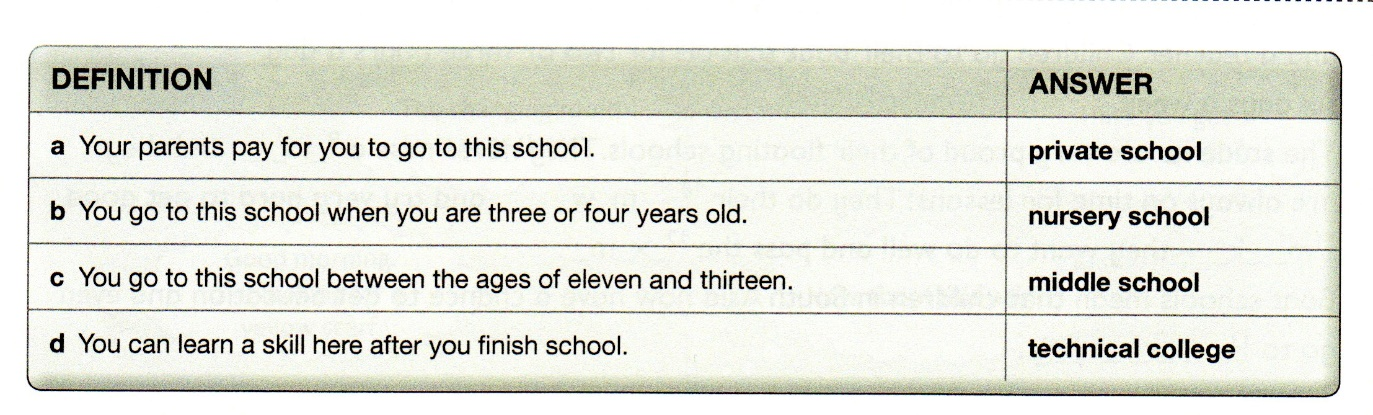 DEFINITION ANSWER
a Your parents pay for you to go to this school. private school
b You go to this school when you are three or four years old. nursery school
c You go to this school between the ages of eleven and thirteen. middle school
d You can learn a skill here after you finish school. technical college